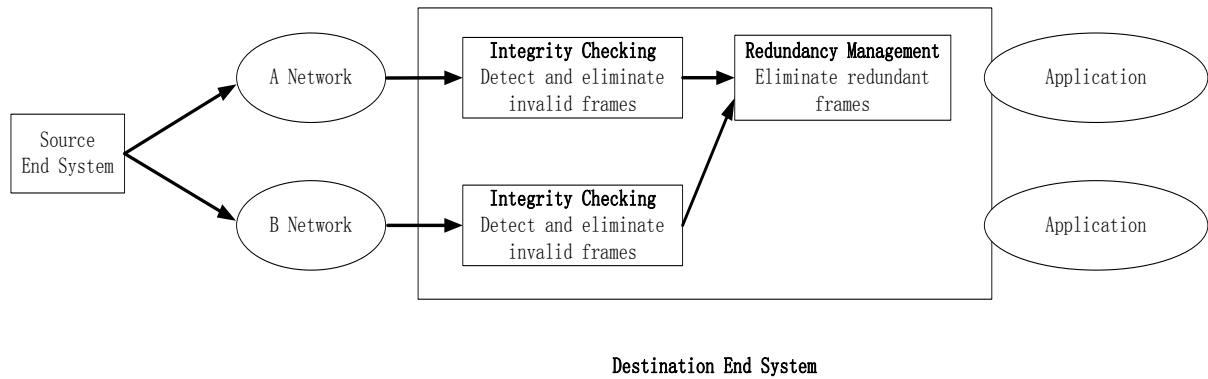 Source
End System
A Network
B Network
Integrity Checking
Detect and eliminate
invalid frames
Integrity Checking
Detect and eliminate
invalid frames
Redundancy Management
Eliminate redundant
frames
Application
Application
Destination End System